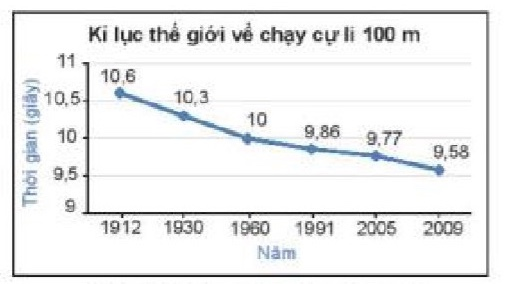 Kỉ lục thế giới về chạy cự li 100 m
Thời gian (giây)
11
10,5
10
9,5
9
10,6
10,3
10
9,86
9,77
9,58
1912 1930 1960 1991 2005 2009
Năm